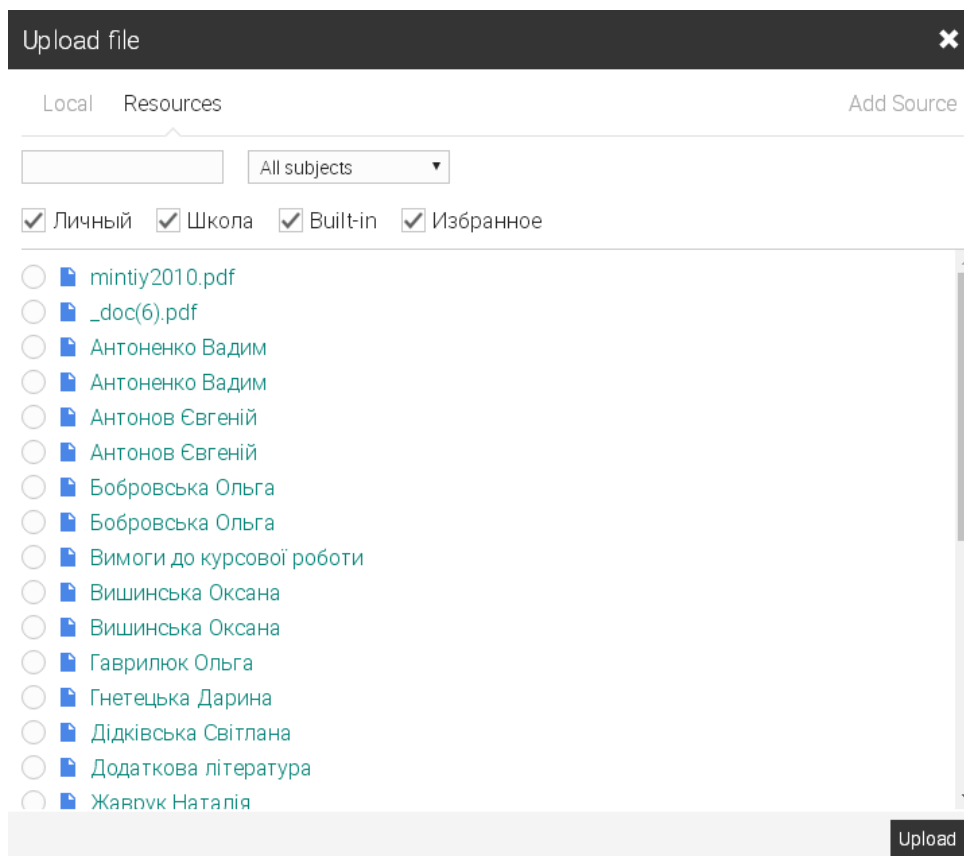 Upload file
Local Resources Add Source
All subjects
Личный Школа Built-in Избранное
mintiy2010.pdf
_doc(6).pdf
Антоненко Вадим
Антоненко Вадим
Антонов Євгеній
Антонов Євгеній
Бобровська Ольга
Бобровська Ольга
Вимоги до курсової роботи
Вишинська Оксана
Вишинська Оксана
Гаврилюк Ольга
Гнетецька Дарина
Дідківська Світлана
Додаткова література
Жаврук Наталія
Upload